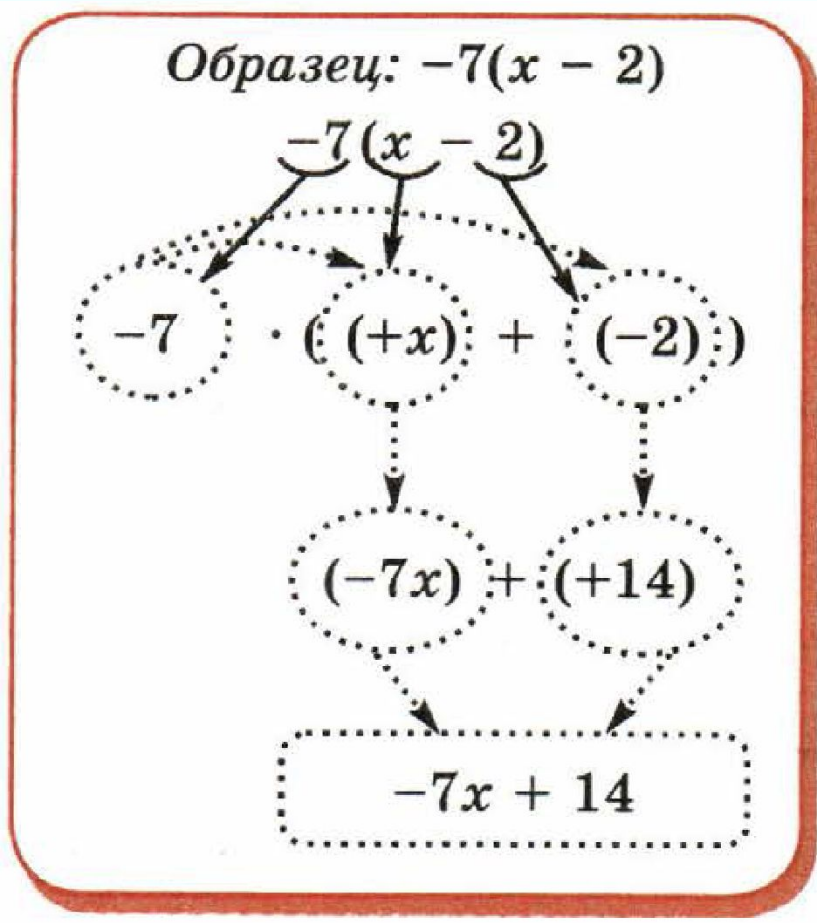 Образец: −7(x − 2)
−7(x − 2)
−7 · ( (+x) + (−2) )
(−7x) + (+14)
−7x + 14